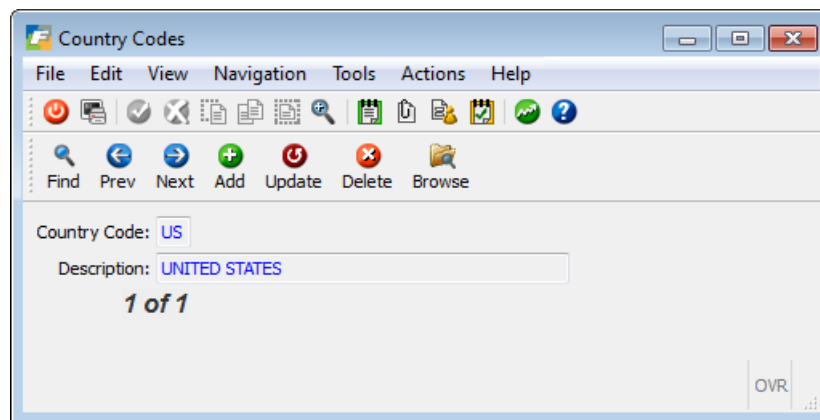 Country Codes
File Edit View Navigation Tools Actions Help
Find Prev Next Add Update Delete Browse
Country Code: US
Description: UNITED STATES
1 of 1
OVR